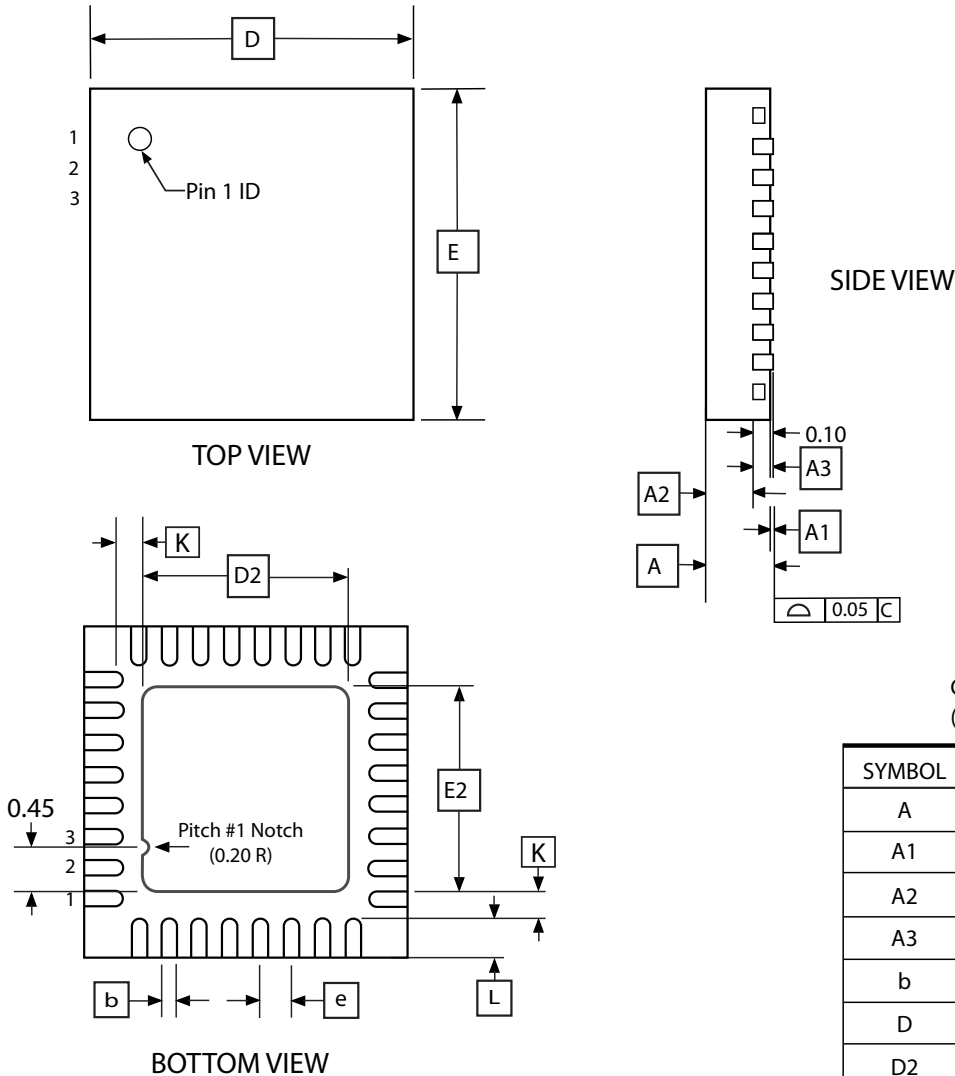 D
1
2
3
Pin 1 ID
E
TOP VIEW
SIDE VIEW
0.10
A3
A2
A1
A
0.05 C
K
D2
0.45
3
2
1
Pitch #1 Notch
(0.20 R)
E2
K
b
e
L
BOTTOM VIEW
SYMBOL
A
A1
A2
A3
b
D
D2